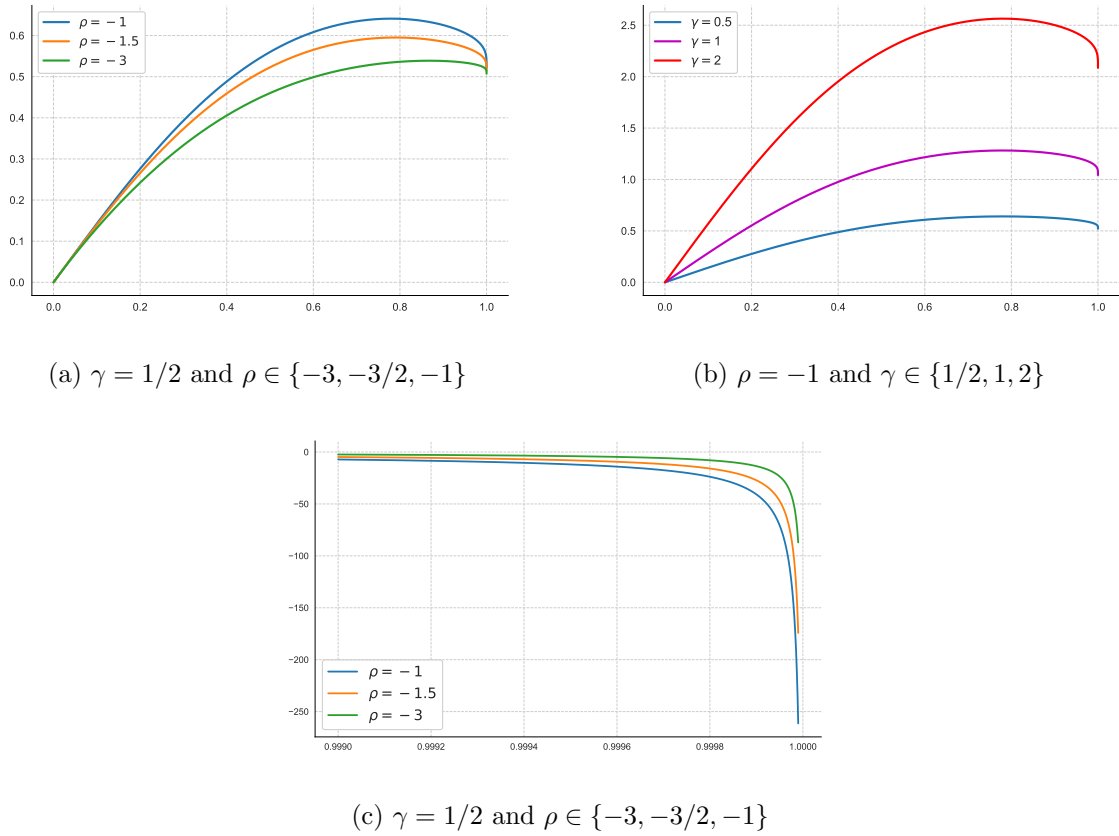 ρ = −1
ρ = −1.5
ρ = −3
0.6
0.5
0.4
0.3
0.2
0.1
0.0
0.0 0.2 0.4 0.6 0.8 1.0
(a) γ = 1/2 and ρ ∈ {−3, −3/2, −1}
γ = 0.5
γ = 1
γ = 2
2.5
2.0
1.5
1.0
0.5
0.0
0.0 0.2 0.4 0.6 0.8 1.0
(b) ρ = −1 and γ ∈ {1/2, 1, 2}
0
−50
−100
−150
−200
−250
ρ = −1
ρ = −1.5
ρ = −3
0.9990 0.9992 0.9994 0.9996 0.9998 1.0000
(c) γ = 1/2 and ρ ∈ {−3, −3/2, −1}